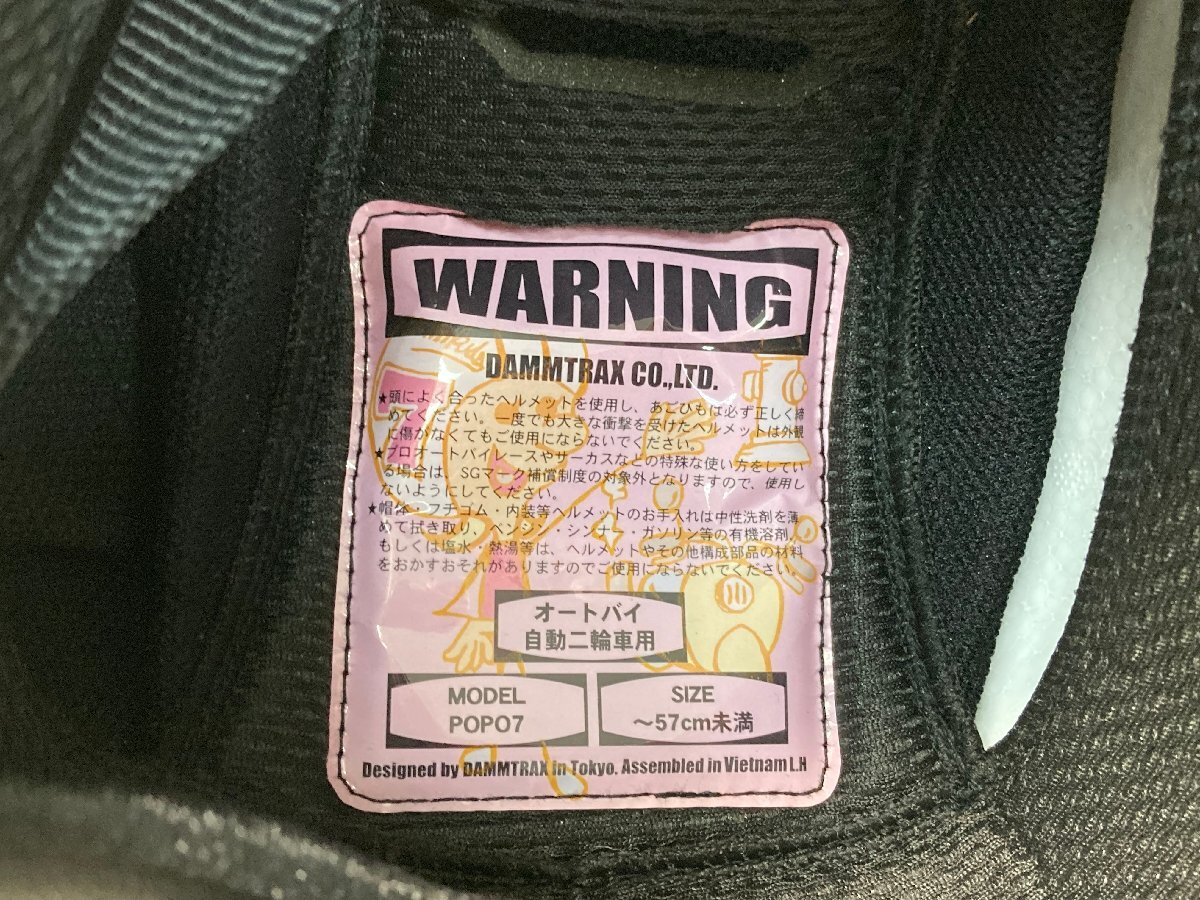 WARNING
DAMMTRAX CO.,LTD.
★頭によく合ったヘルメットを使用し、あごひもは必ず正しく締
めてください。一度でも大きな衝撃を受けたヘルメットは外観
に傷がなくてもご使用にならないでください。
★プロオートバイレースやサーカスなどの特殊な使い方をしてい
る場合は、SGマーク補償制度の対象外となりますので、使用し
ないようにしてください。
★帽体・フチゴム・内装等ヘルメットのお手入れは中性洗剤を薄
めて拭き取り、ベンジン・シンナー・ガソリン等の有機溶剤、
もしくは塩水・熱湯等は、ヘルメットやその他構成部品の材料
をおかすおそれがありますのでご使用にならないでください。
オートバイ
自動二輪車用
MODEL
POPO7
SIZE
～57cm未満
Designed by DAMMTRAX in Tokyo. Assembled in Vietnam L.H
7